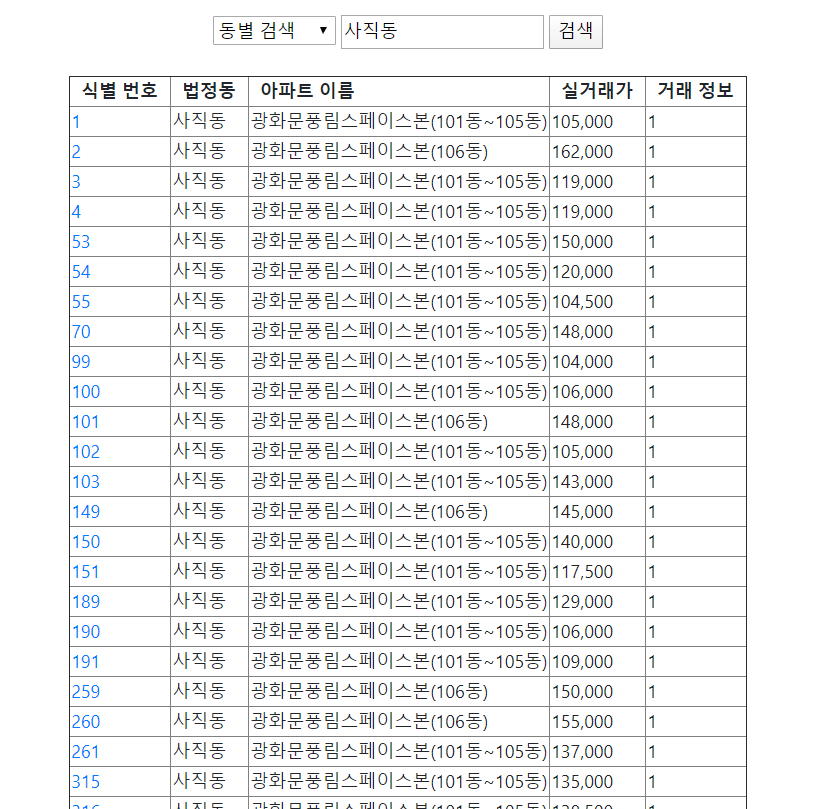 동별 검색 ▼ 사직동 검색
식별 번호 법정동 아파트 이름 실거래가 거래 정보
1 사직동 광화문풍림스페이스본(101동~105동) 105,000 1
2 사직동 광화문풍림스페이스본(106동) 162,000 1
3 사직동 광화문풍림스페이스본(101동~105동) 119,000 1
4 사직동 광화문풍림스페이스본(101동~105동) 119,000 1
53 사직동 광화문풍림스페이스본(101동~105동) 150,000 1
54 사직동 광화문풍림스페이스본(101동~105동) 120,000 1
55 사직동 광화문풍림스페이스본(101동~105동) 104,500 1
70 사직동 광화문풍림스페이스본(101동~105동) 148,000 1
99 사직동 광화문풍림스페이스본(101동~105동) 104,000 1
100 사직동 광화문풍림스페이스본(101동~105동) 106,000 1
101 사직동 광화문풍림스페이스본(106동) 148,000 1
102 사직동 광화문풍림스페이스본(101동~105동) 105,000 1
103 사직동 광화문풍림스페이스본(101동~105동) 143,000 1
149 사직동 광화문풍림스페이스본(106동) 145,000 1
150 사직동 광화문풍림스페이스본(101동~105동) 140,000 1
151 사직동 광화문풍림스페이스본(101동~105동) 117,500 1
189 사직동 광화문풍림스페이스본(101동~105동) 129,000 1
190 사직동 광화문풍림스페이스본(101동~105동) 106,000 1
191 사직동 광화문풍림스페이스본(101동~105동) 109,000 1
259 사직동 광화문풍림스페이스본(106동) 150,000 1
260 사직동 광화문풍림스페이스본(106동) 155,000 1
261 사직동 광화문풍림스페이스본(101동~105동) 137,000 1
315 사직동 광화문풍림스페이스본(101동~105동) 135,000 1